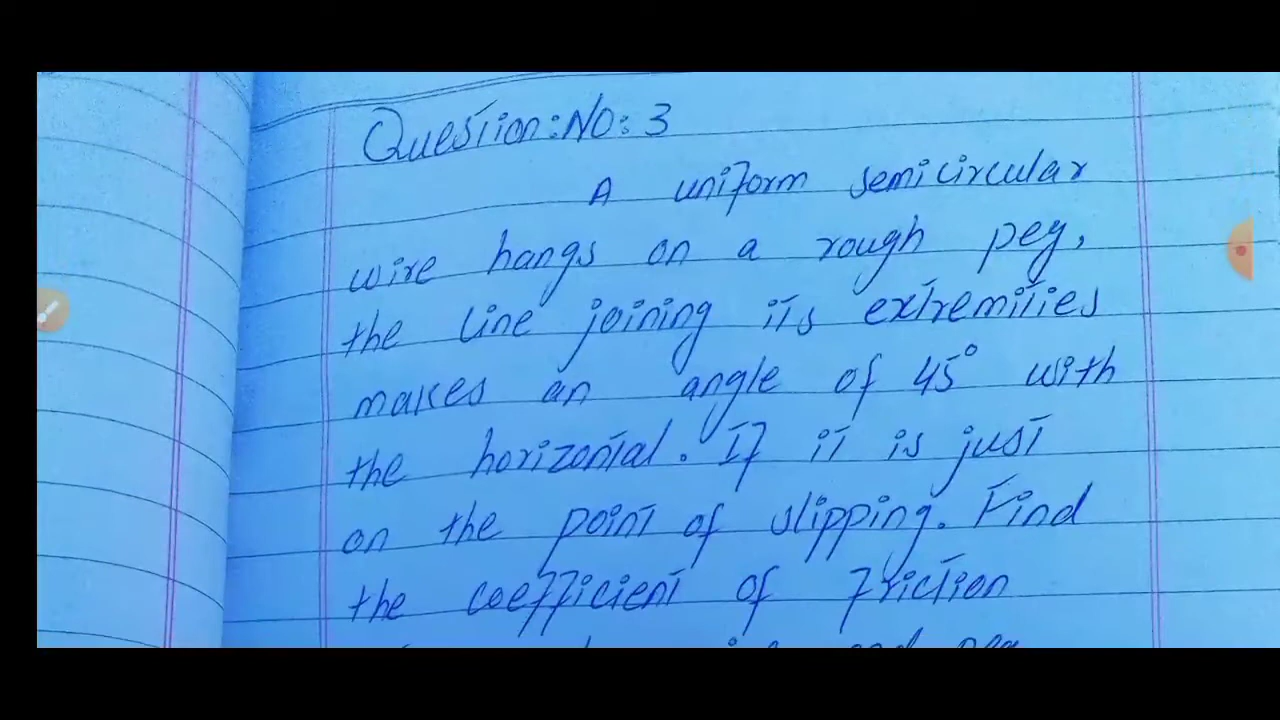 Question:No: 3
A uniform semicircular
wire hangs on a rough peg,
the line joining its extremities
makes an angle of 45° with
the horizontal. If it is just
on the point of slipping. Find
the coefficient of friction